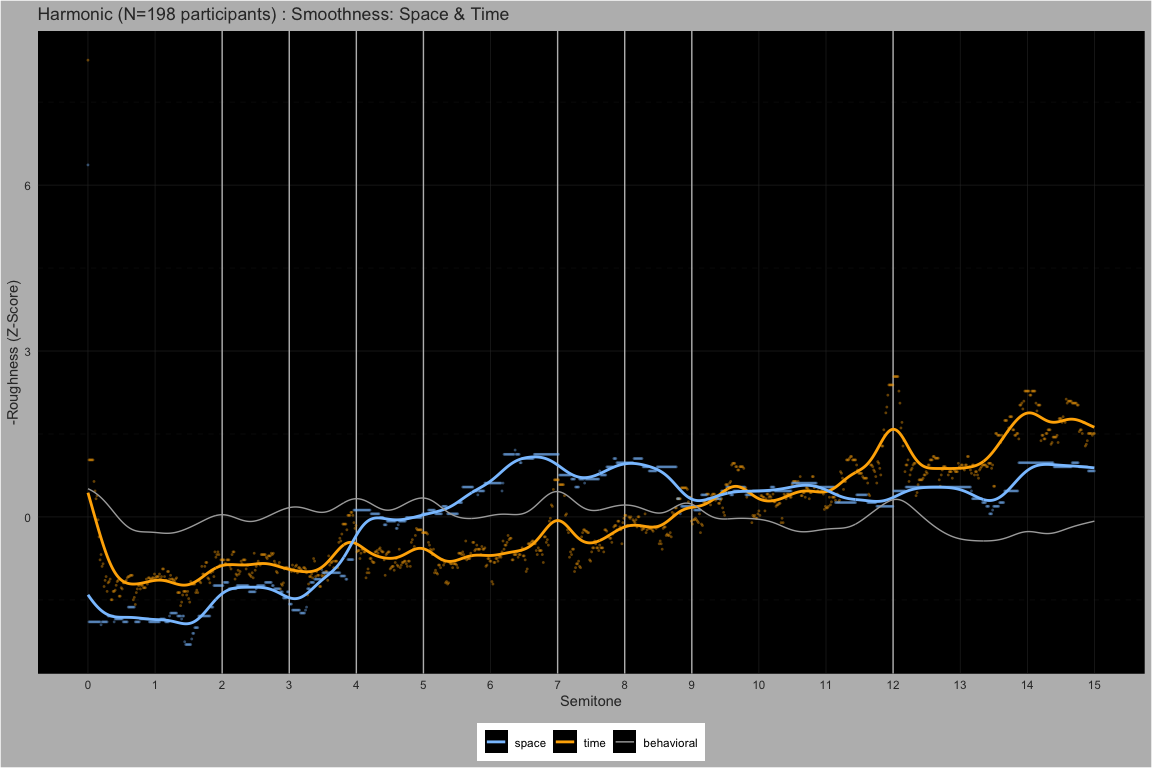 Harmonic (N=198 participants) : Smoothness: Space & Time
-Roughness (Z-Score)
6
3
0
0 1 2 3 4 5 6 7 8 9 10 11 12 13 14 15
Semitone
space time behavioral